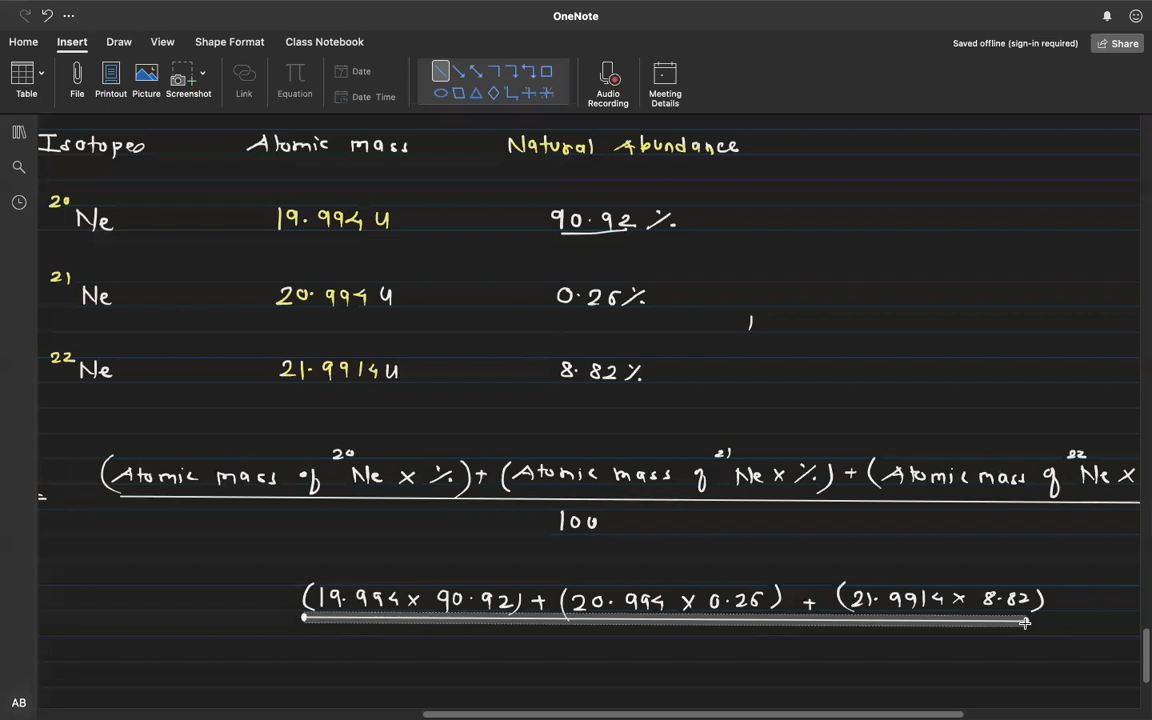 OneNote
Home Insert Draw View Shape Format Class Notebook
Saved offline (sign-in required) Share
Table File Printout Picture Screenshot Link Equation Date Date Time Audio Recording Meeting Details
Isotopes Atomic mass Natural Abundance
20Ne 19.994 u 90.92 %
21Ne 20.994 u 0.26 %
22Ne 21.9914 u 8.82 %
= (Atomic mass of 20Ne × %) + (Atomic mass of 21Ne × %) + (Atomic mass of 22Ne ×
100
(19.994 × 90.92) + (20.994 × 0.26) + (21.9914 × 8.82)
AB